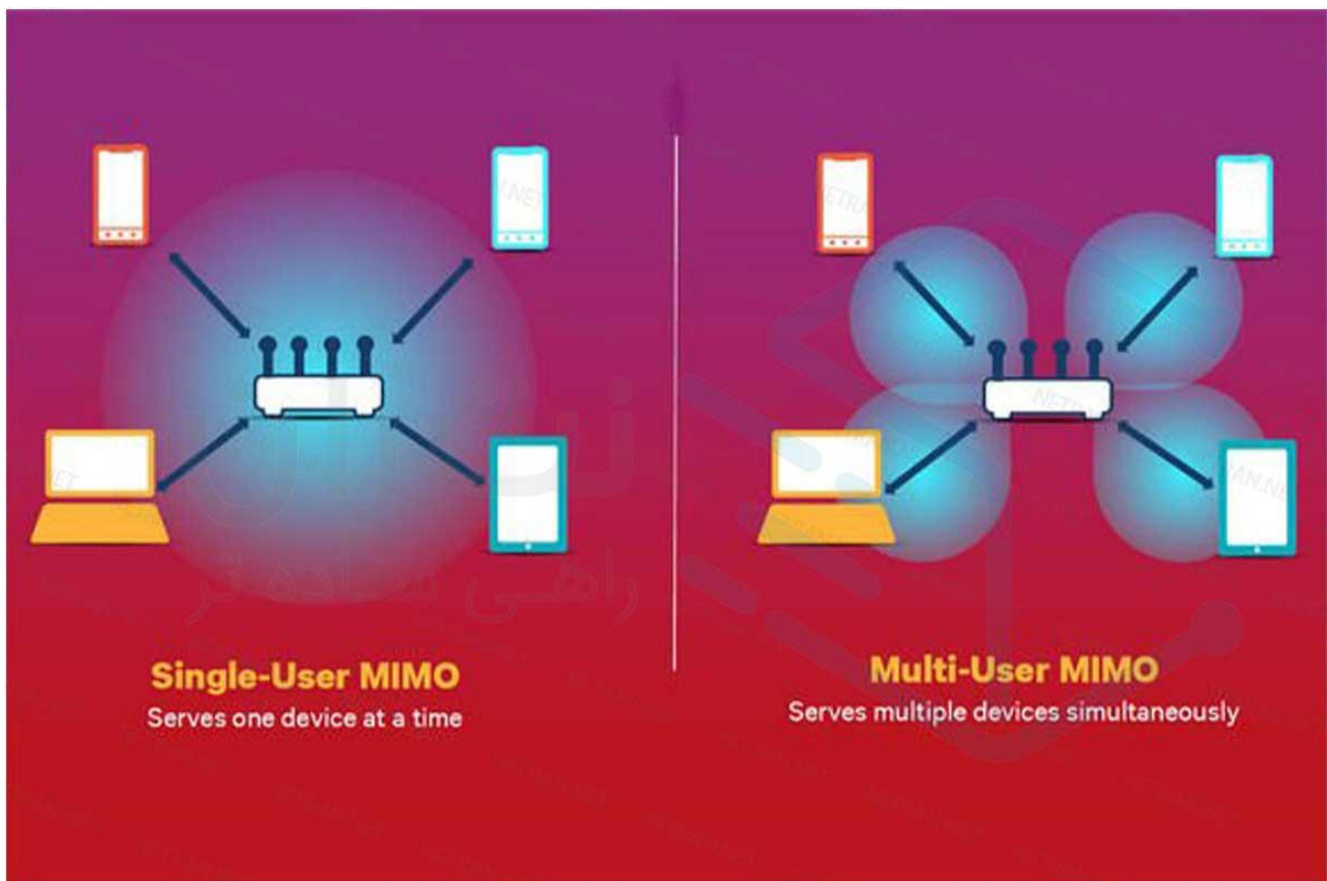 Single-User MIMO
Serves one device at a time
Multi-User MIMO
Serves multiple devices simultaneously